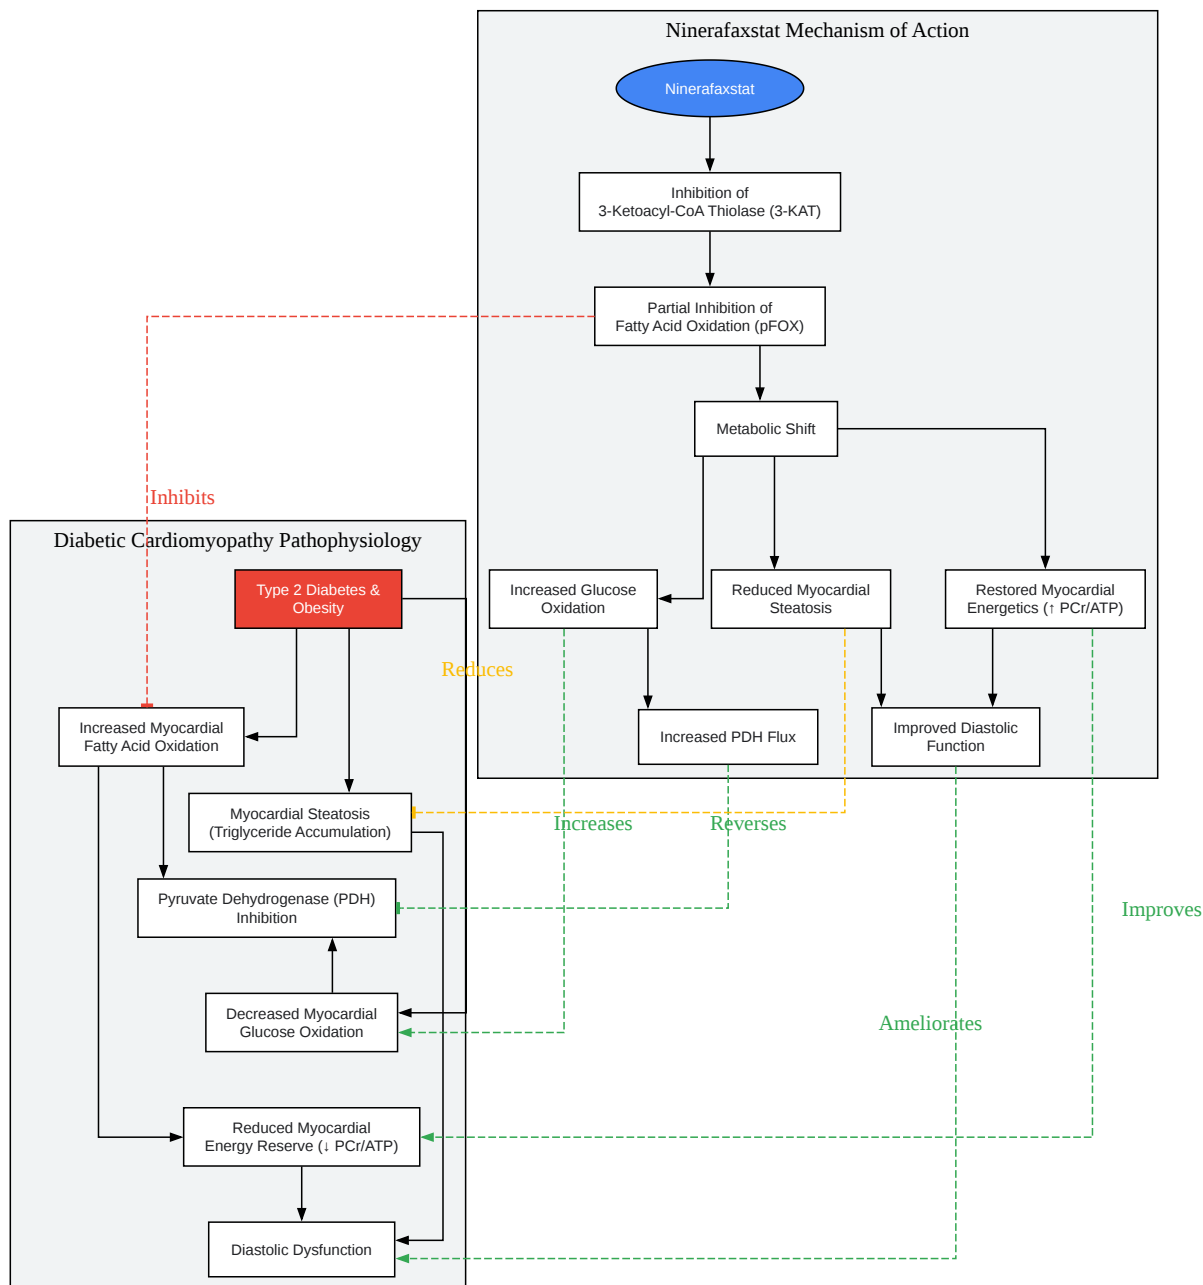 Ninerafaxstat Mechanism of Action
Ninerafaxstat
Inhibition of
3-Ketoacyl-CoA Thiolase (3-KAT)
Partial Inhibition of
Fatty Acid Oxidation (pFOX)
Metabolic Shift
Inhibits
Diabetic Cardiomyopathy Pathophysiology
Type 2 Diabetes &
Obesity
Increased Glucose
Oxidation
Reduced Myocardial
Steatosis
Restored Myocardial
Energetics (↑ PCr/ATP)
Reduces
Increased Myocardial
Fatty Acid Oxidation
Increased PDH Flux
Improved Diastolic
Function
Myocardial Steatosis
(Triglyceride Accumulation)
Increases
Reverses
Pyruvate Dehydrogenase (PDH)
Inhibition
Improves
Decreased Myocardial
Glucose Oxidation
Ameliorates
Reduced Myocardial
Energy Reserve (↓ PCr/ATP)
Diastolic Dysfunction